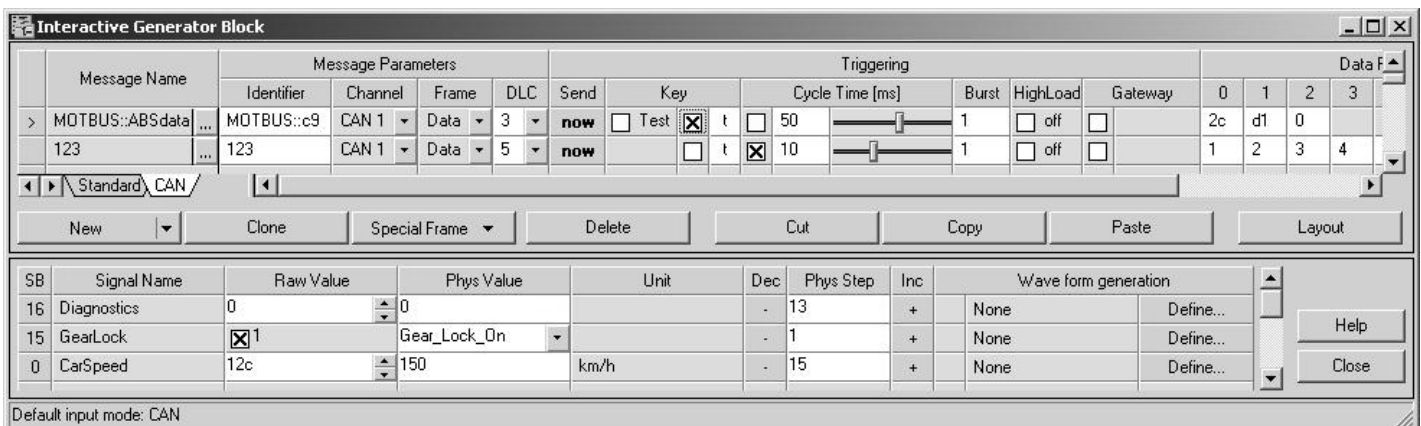 Interactive Generator Block
Message Name Message Parameters Triggering Data F
Identifier Channel Frame DLC Send Key Cycle Time [ms] Burst HighLoad Gateway 0 1 2 3
> MOTBUS::ABSdata ... MOTBUS::c9 CAN 1 Data 3 now Test t 50 1 off 2c d1 0
123 ... 123 CAN 1 Data 5 now t 10 1 off 1 2 3 4
Standard CAN
New Clone Special Frame Delete Cut Copy Paste Layout
SB Signal Name Raw Value Phys Value Unit Dec Phys Step Inc Wave form generation
16 Diagnostics 0 0 - 13 + None Define...
15 GearLock 1 Gear_Lock_On - 1 + None Define...
Help
0 CarSpeed 12c 150 km/h - 15 + None Define...
Close
Default input mode: CAN